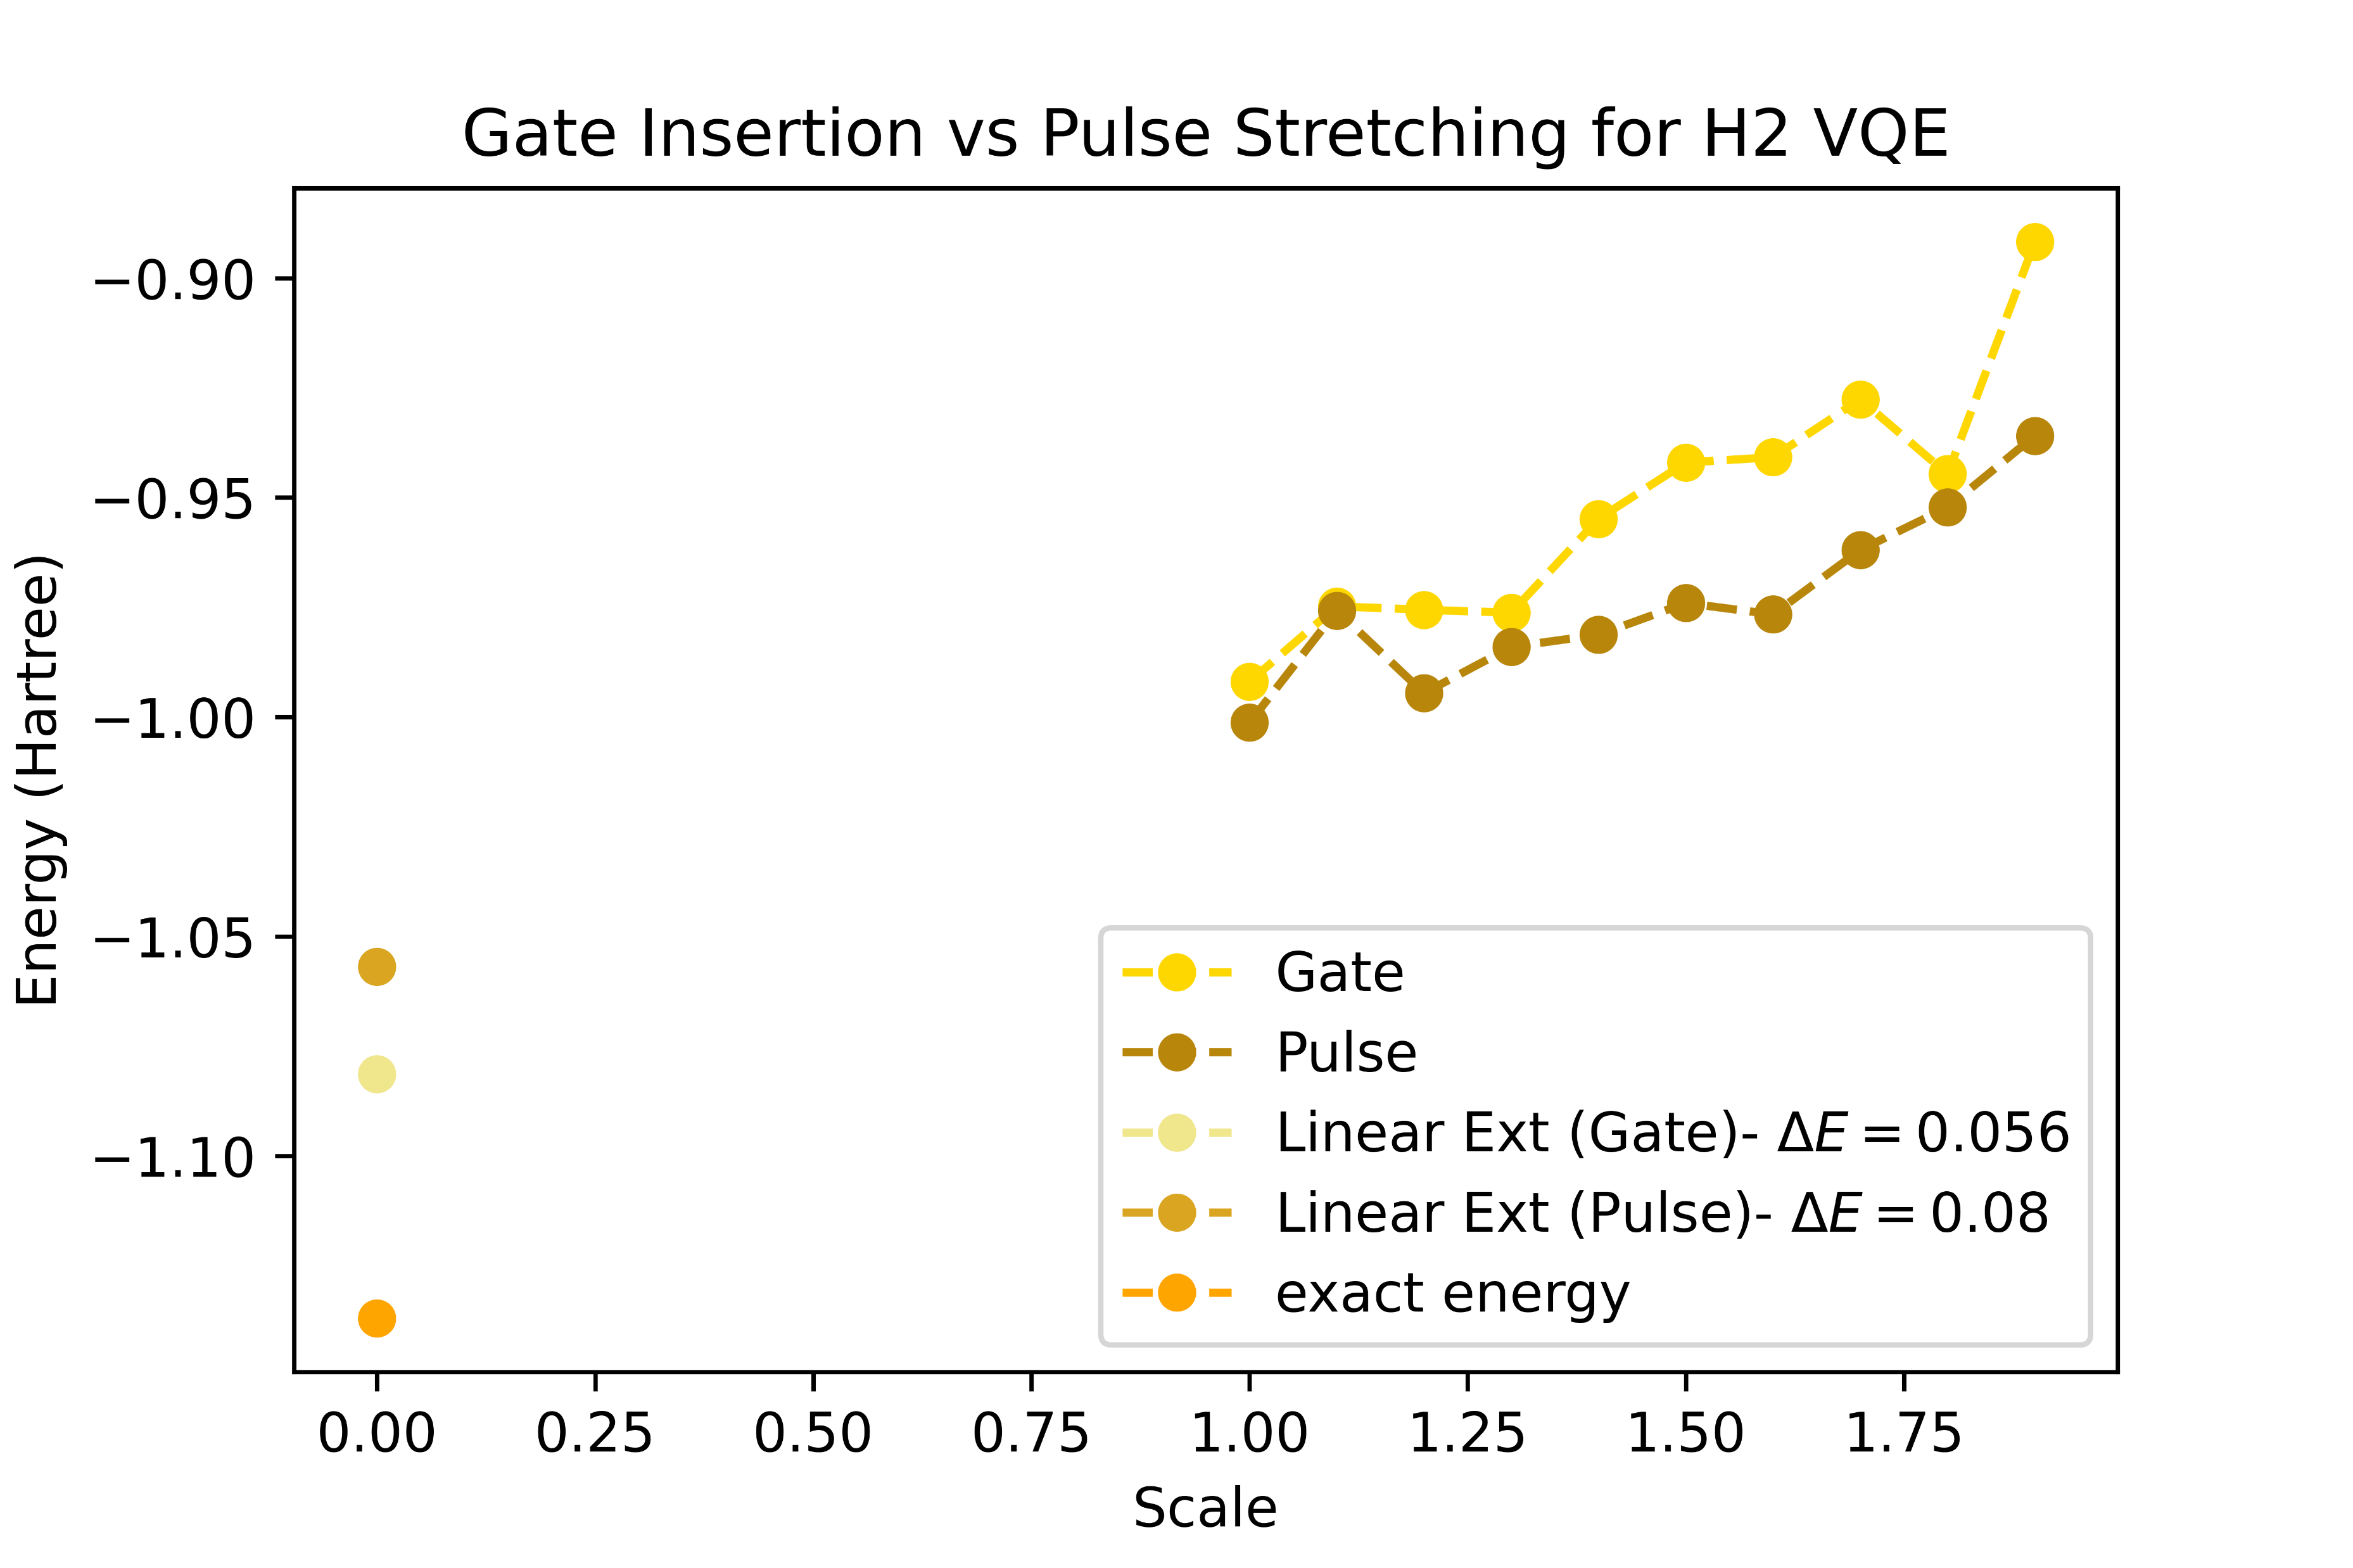 Gate Insertion vs Pulse Stretching for H2 VQE
Energy (Hartree)
−0.90
−0.95
−1.00
−1.05
−1.10
Gate
Pulse
Linear Ext (Gate)- ΔE = 0.056
Linear Ext (Pulse)- ΔE = 0.08
exact energy
0.00 0.25 0.50 0.75 1.00 1.25 1.50 1.75
Scale